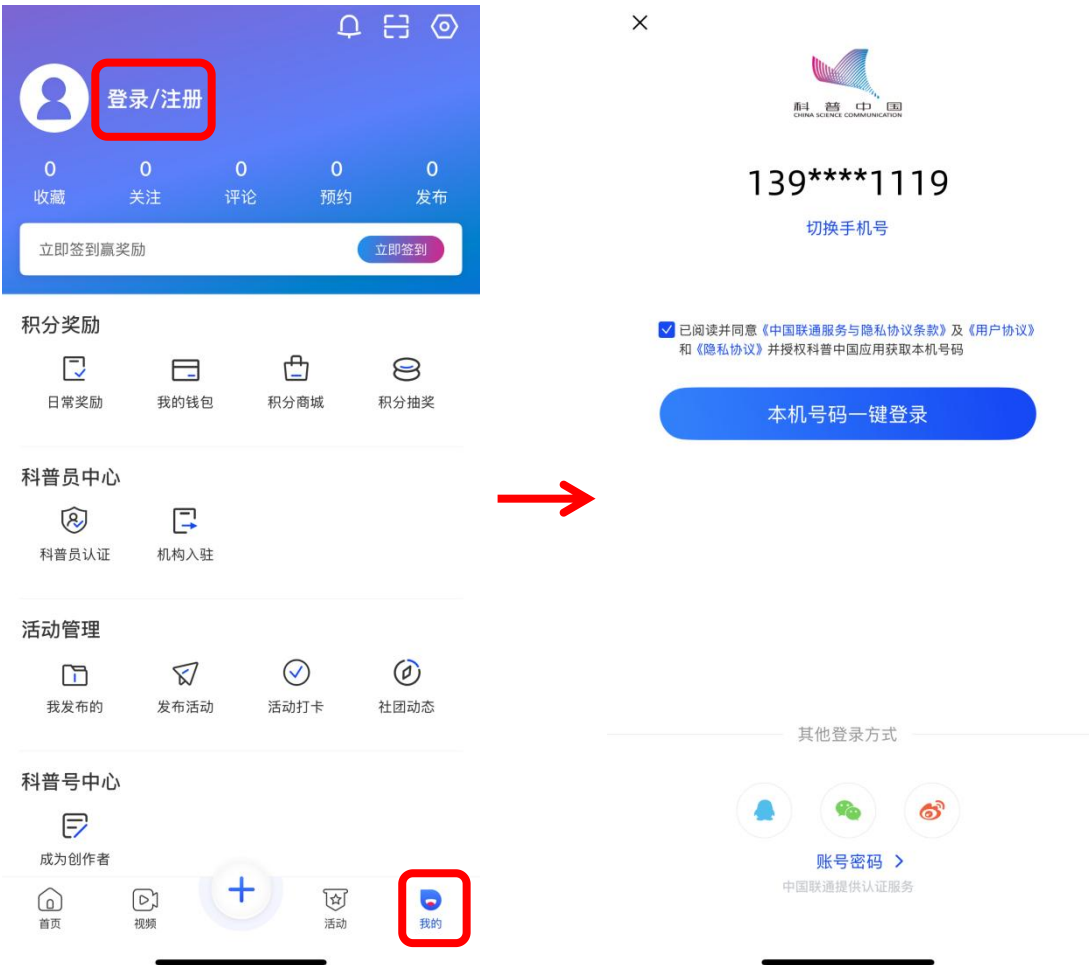 登录/注册
0 0 0 0 0
收藏 关注 评论 预约 发布
立即签到赢奖励 立即签到
积分奖励
日常奖励 我的钱包 积分商城 积分抽奖
科普员中心
科普员认证 机构入驻
活动管理
我发布的 发布活动 活动打卡 社团动态
科普号中心
成为创作者
首页 视频 活动 我的
科普中国
CHINA SCIENCE COMMUNICATION
139****1119
切换手机号
已阅读并同意《中国联通服务与隐私协议条款》及《用户协议》
和《隐私协议》并授权科普中国应用获取本机号码
本机号码一键登录
其他登录方式
账号密码
中国联通提供认证服务